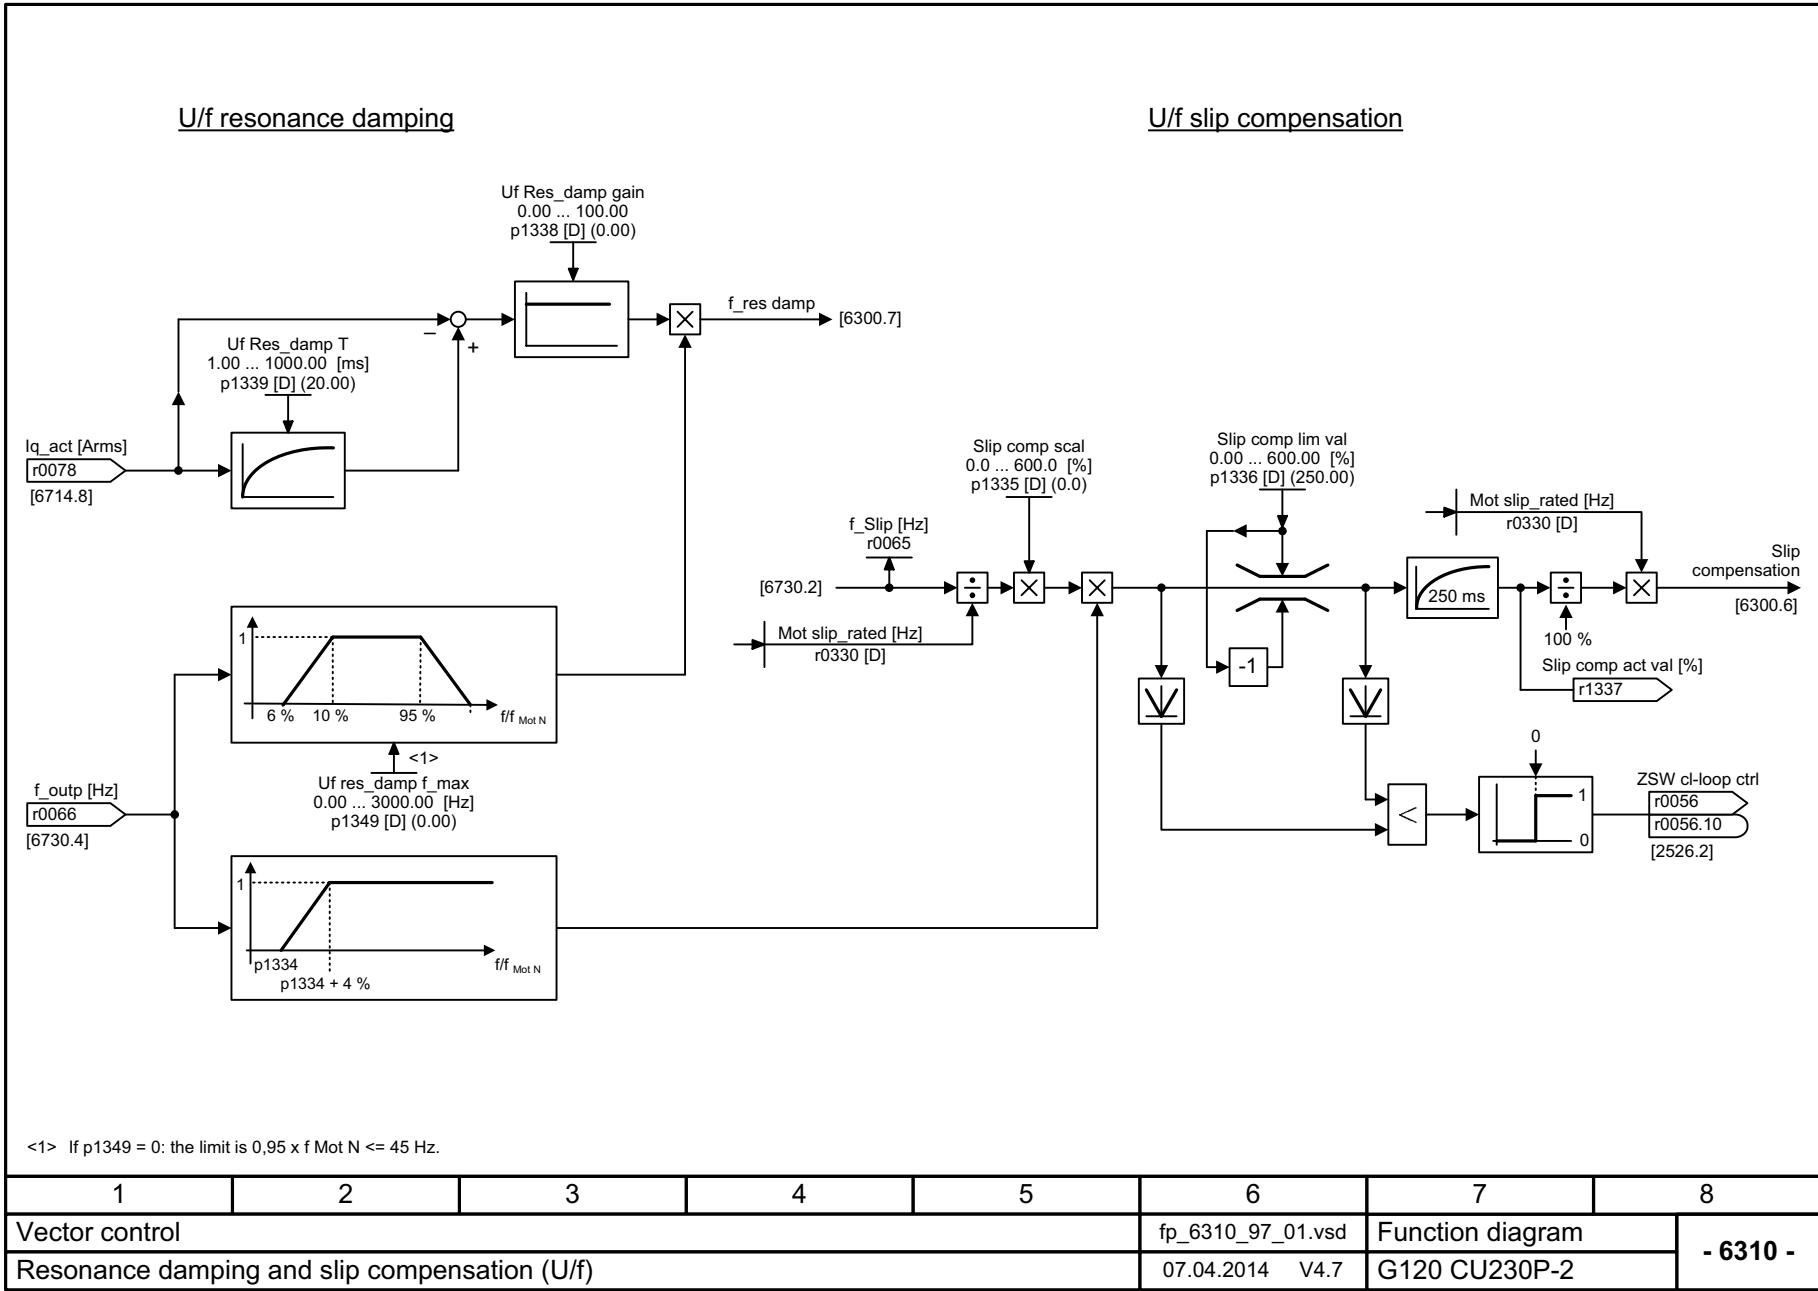 U/f resonance damping
U/f slip compensation
Uf Res_damp gain
0.00 ... 100.00
p1338 [D] (0.00)
f_res damp
[6300.7]
–
+
Uf Res_damp T
1.00 ... 1000.00 [ms]
p1339 [D] (20.00)
Iq_act [Arms]
r0078
[6714.8]
Slip comp scal
0.0 ... 600.0 [%]
p1335 [D] (0.0)
Slip comp lim val
0.00 ... 600.00 [%]
p1336 [D] (250.00)
Mot slip_rated [Hz]
r0330 [D]
f_Slip [Hz]
r0065
[6730.2]
÷
×
×
250 ms
÷
×
Slip
compensation
[6300.6]
100 %
Mot slip_rated [Hz]
r0330 [D]
-1
Slip comp act val [%]
r1337
1
6 %
10 %
95 %
f/f Mot N
<1>
Uf res_damp f_max
0.00 ... 3000.00 [Hz]
p1349 [D] (0.00)
f_outp [Hz]
r0066
[6730.4]
<
0
1
0
ZSW cl-loop ctrl
r0056
r0056.10
[2526.2]
1
p1334
p1334 + 4 %
f/f Mot N
<1> If p1349 = 0: the limit is 0,95 x f Mot N <= 45 Hz.
1 2 3 4 5 6 7 8
Vector control
fp_6310_97_01.vsd
Function diagram
- 6310 -
Resonance damping and slip compensation (U/f)
07.04.2014 V4.7
G120 CU230P-2